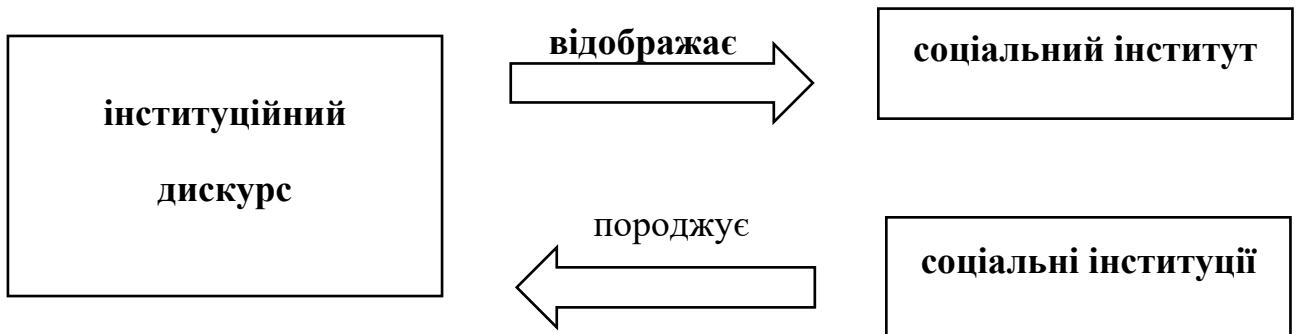 відображає
соціальний інститут
інституційний
дискурс
породжує
соціальні інституції